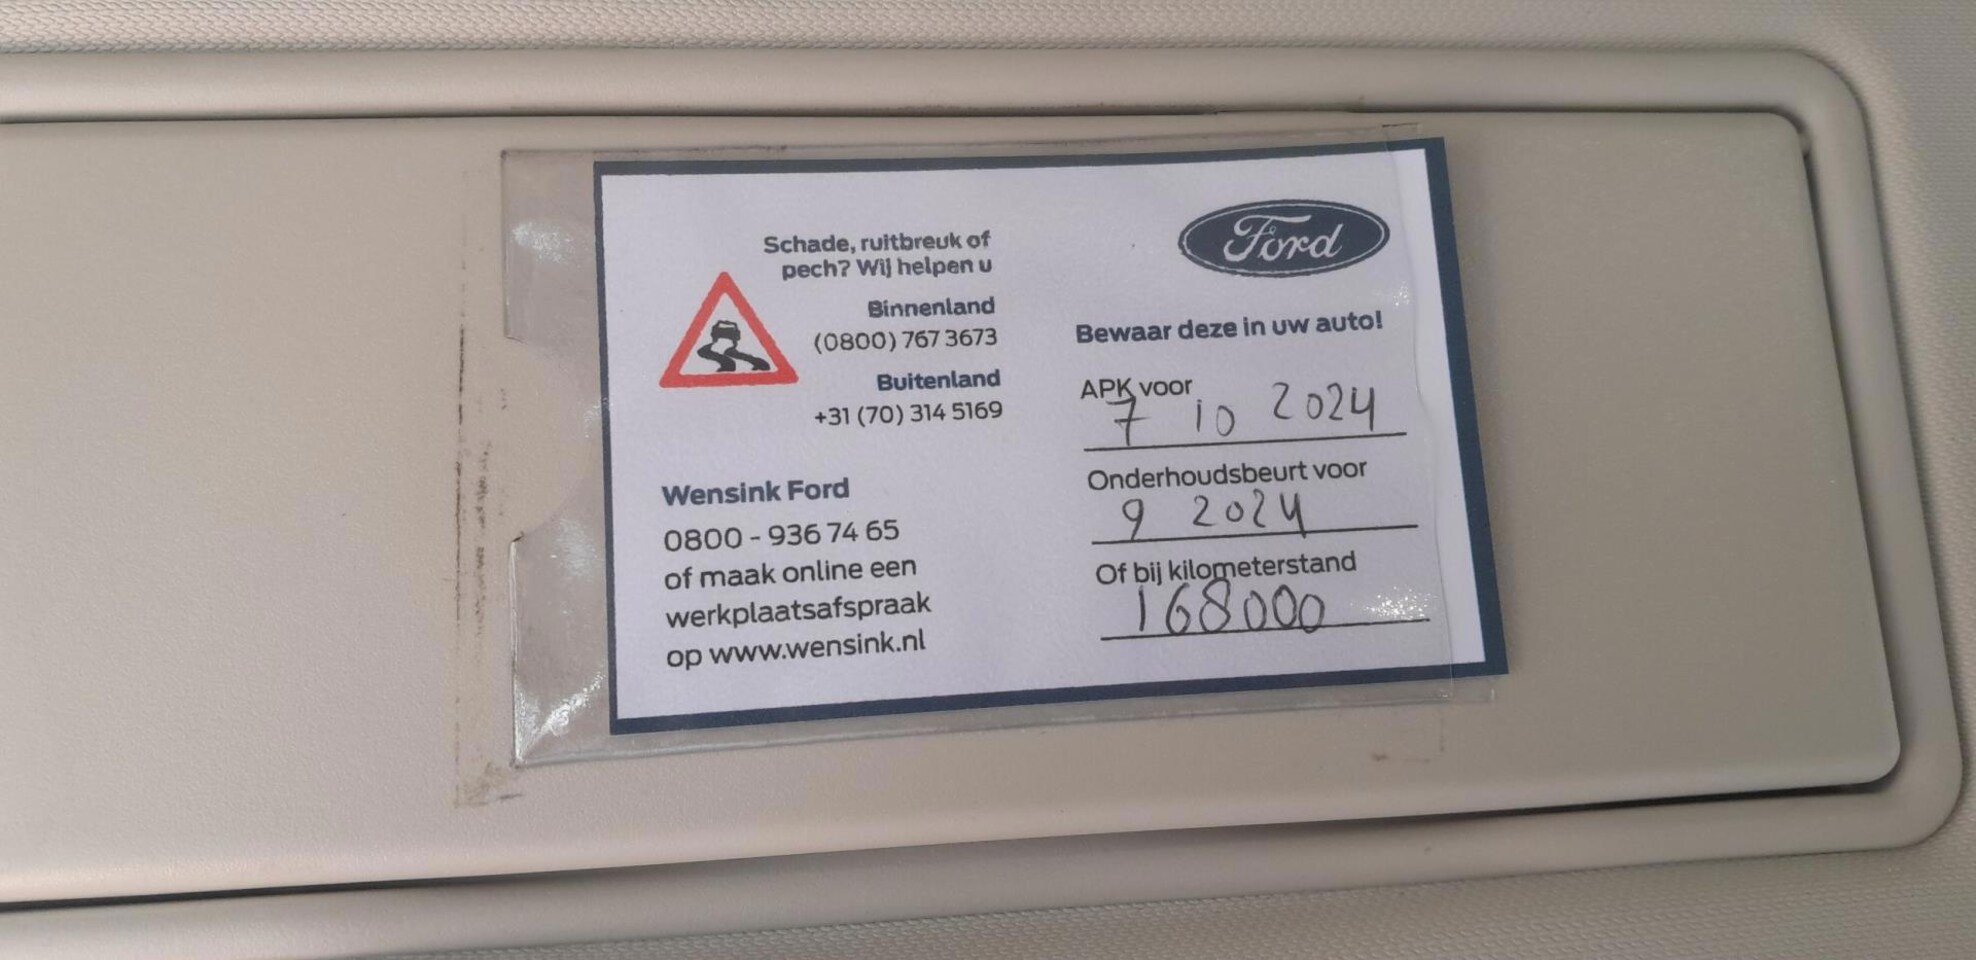 Schade, ruitbreuk of
pech? Wij helpen u
Binnenland
(0800) 767 3673
Buitenland
+31 (70) 314 5169
Wensink Ford
0800 - 936 74 65
of maak online een
werkplaatsafspraak
op www.wensink.nl
Ford
Bewaar deze in uw auto!
APK voor
7 10 2024
Onderhoudsbeurt voor
9 2024
Of bij kilometerstand
168000